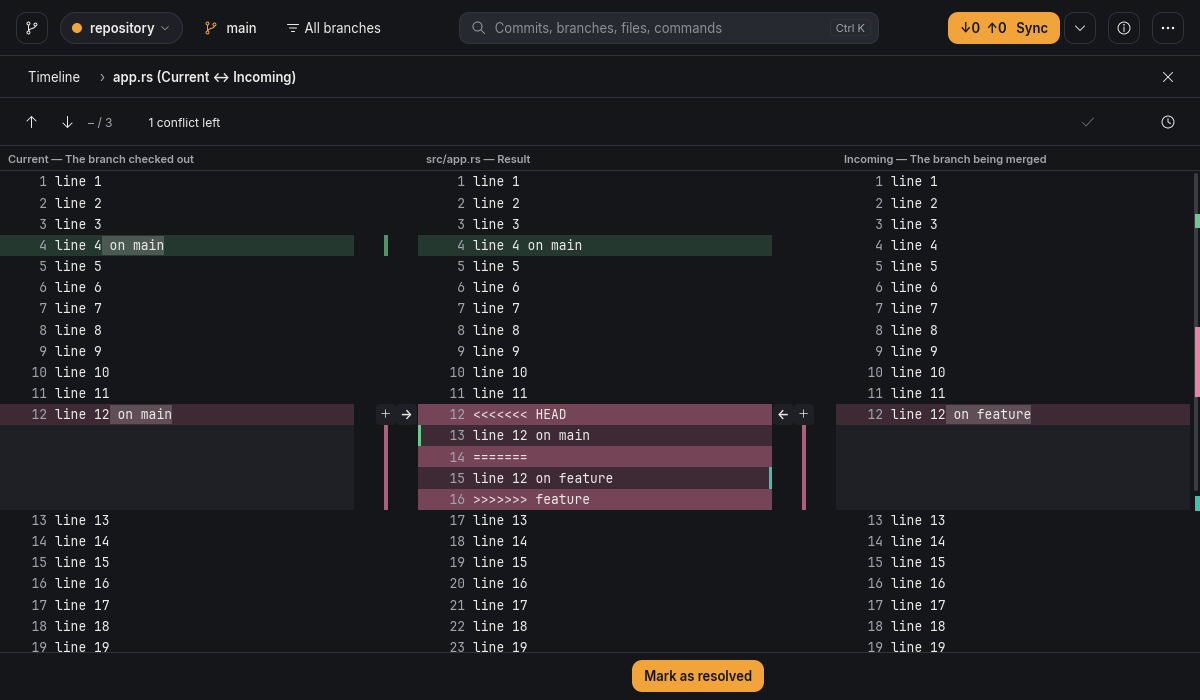 repository
main
All branches
Commits, branches, files, commands
Ctrl K
↓0 ↑0 Sync
Timeline › app.rs (Current ↔ Incoming)
– / 3
1 conflict left
Current — The branch checked out
1 line 1
2 line 2
3 line 3
4 line 4 on main
5 line 5
6 line 6
7 line 7
8 line 8
9 line 9
10 line 10
11 line 11
12 line 12 on main
13 line 13
14 line 14
15 line 15
16 line 16
17 line 17
18 line 18
19 line 19
src/app.rs — Result
1 line 1
2 line 2
3 line 3
4 line 4 on main
5 line 5
6 line 6
7 line 7
8 line 8
9 line 9
10 line 10
11 line 11
12 <<<<<<< HEAD
13 line 12 on main
14 =======
15 line 12 on feature
16 >>>>>>> feature
17 line 13
18 line 14
19 line 15
20 line 16
21 line 17
22 line 18
23 line 19
Incoming — The branch being merged
1 line 1
2 line 2
3 line 3
4 line 4
5 line 5
6 line 6
7 line 7
8 line 8
9 line 9
10 line 10
11 line 11
12 line 12 on feature
13 line 13
14 line 14
15 line 15
16 line 16
17 line 17
18 line 18
19 line 19
Mark as resolved